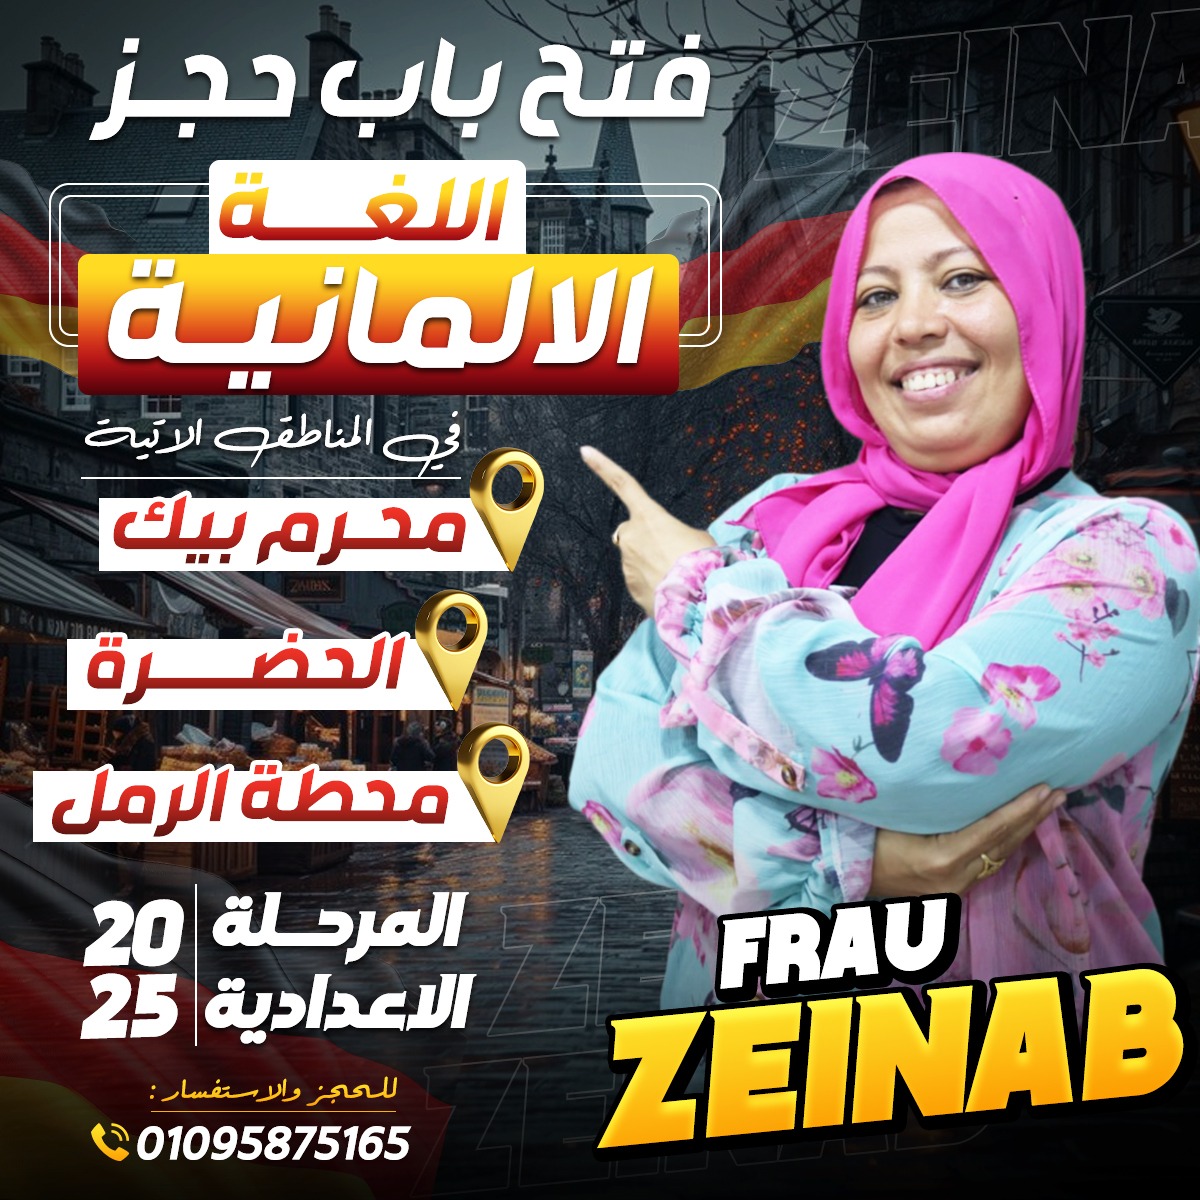 فتح باب حجز
اللغة
الالمانية
في المناطق الاتية
محرم بيك
الحضرة
محطة الرمل
المرحلة
الاعدادية
20
25
للحجز والاستفسار :
01095875165
FRAU
ZEINAB
ZEINA